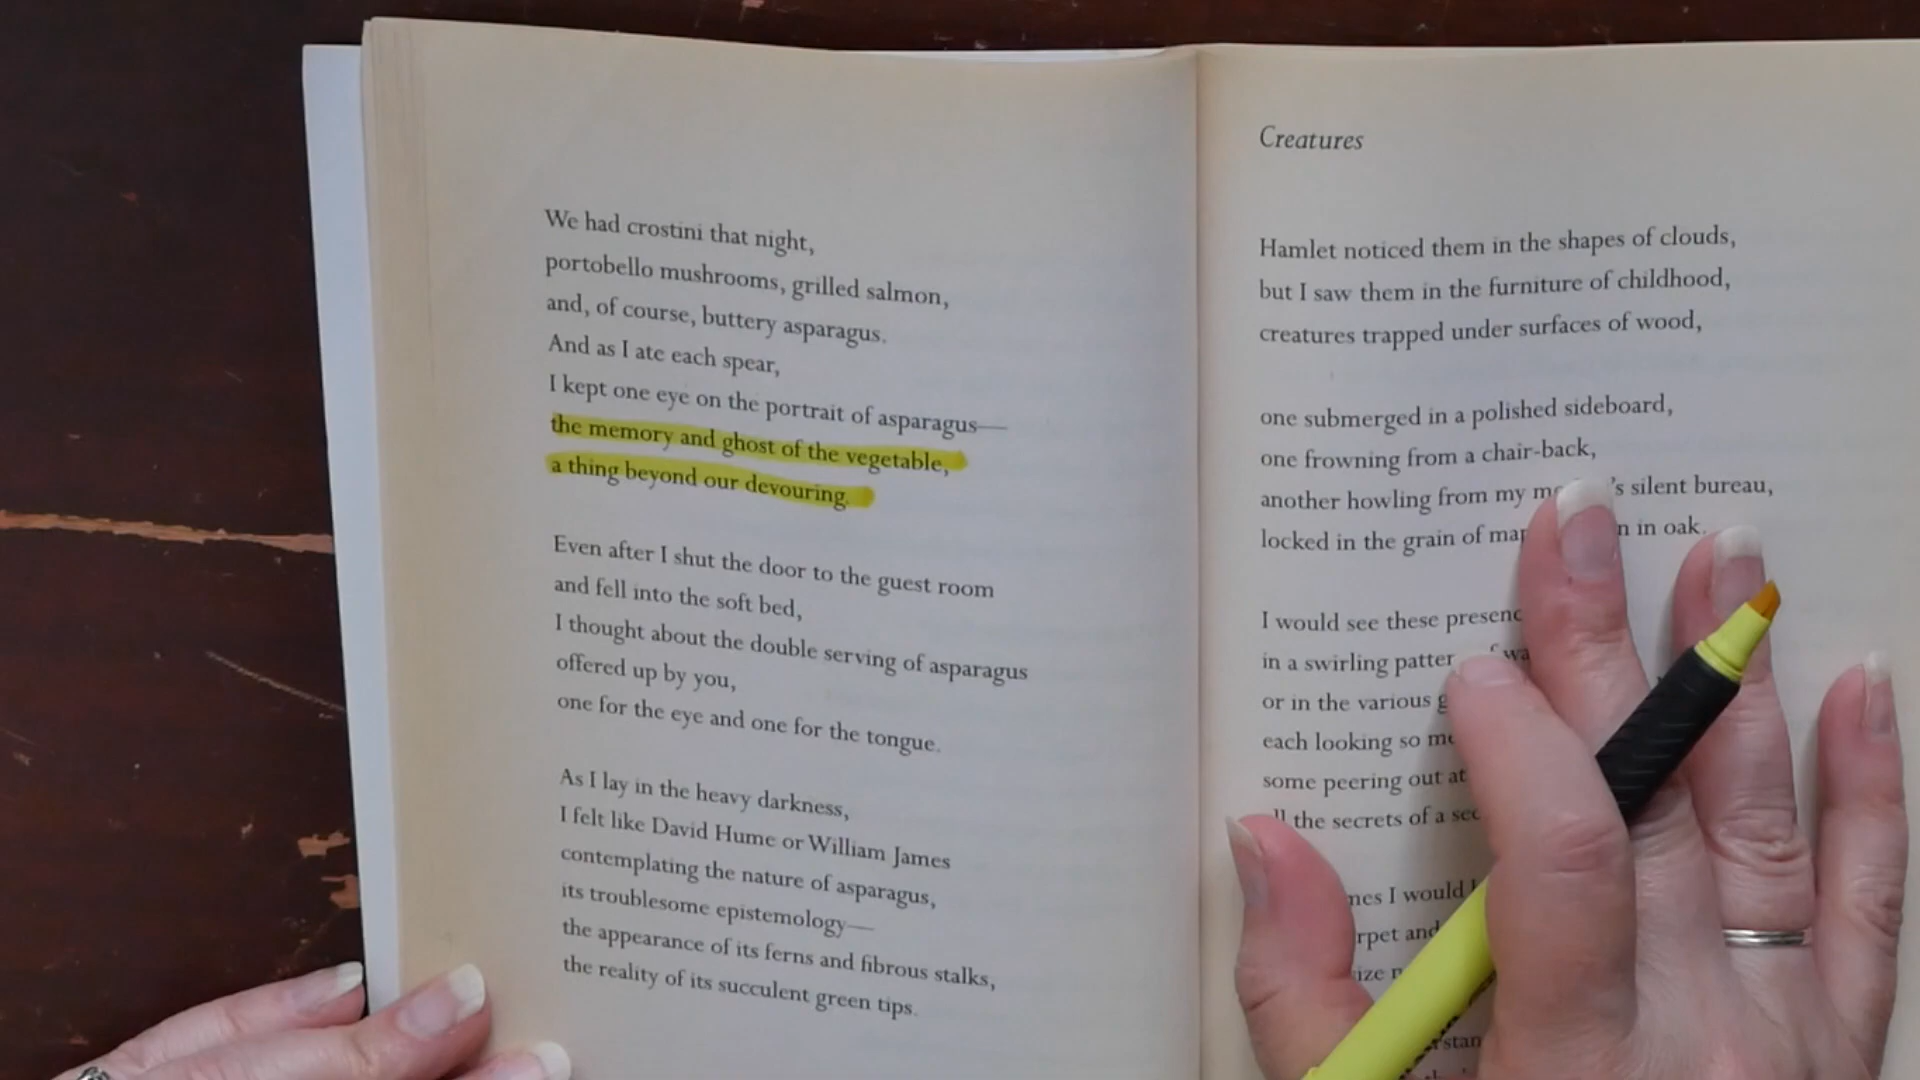 We had crostini that night,
portobello mushrooms, grilled salmon,
and, of course, buttery asparagus.
And as I ate each spear,
I kept one eye on the portrait of asparagus—
the memory and ghost of the vegetable,
a thing beyond our devouring.
Even after I shut the door to the guest room
and fell into the soft bed,
I thought about the double serving of asparagus
offered up by you,
one for the eye and one for the tongue.
As I lay in the heavy darkness,
I felt like David Hume or William James
contemplating the nature of asparagus,
its troublesome epistemology—
the appearance of its ferns and fibrous stalks,
the reality of its succulent green tips.
Creatures
Hamlet noticed them in the shapes of clouds,
but I saw them in the furniture of childhood,
creatures trapped under surfaces of wood,
one submerged in a polished sideboard,
one frowning from a chair-back,
another howling from my 's silent bureau,
locked in the grain of in oak.
I would see these
in a swirling
or in the various
each looking so
some peering out at
the secrets of a
I would
and